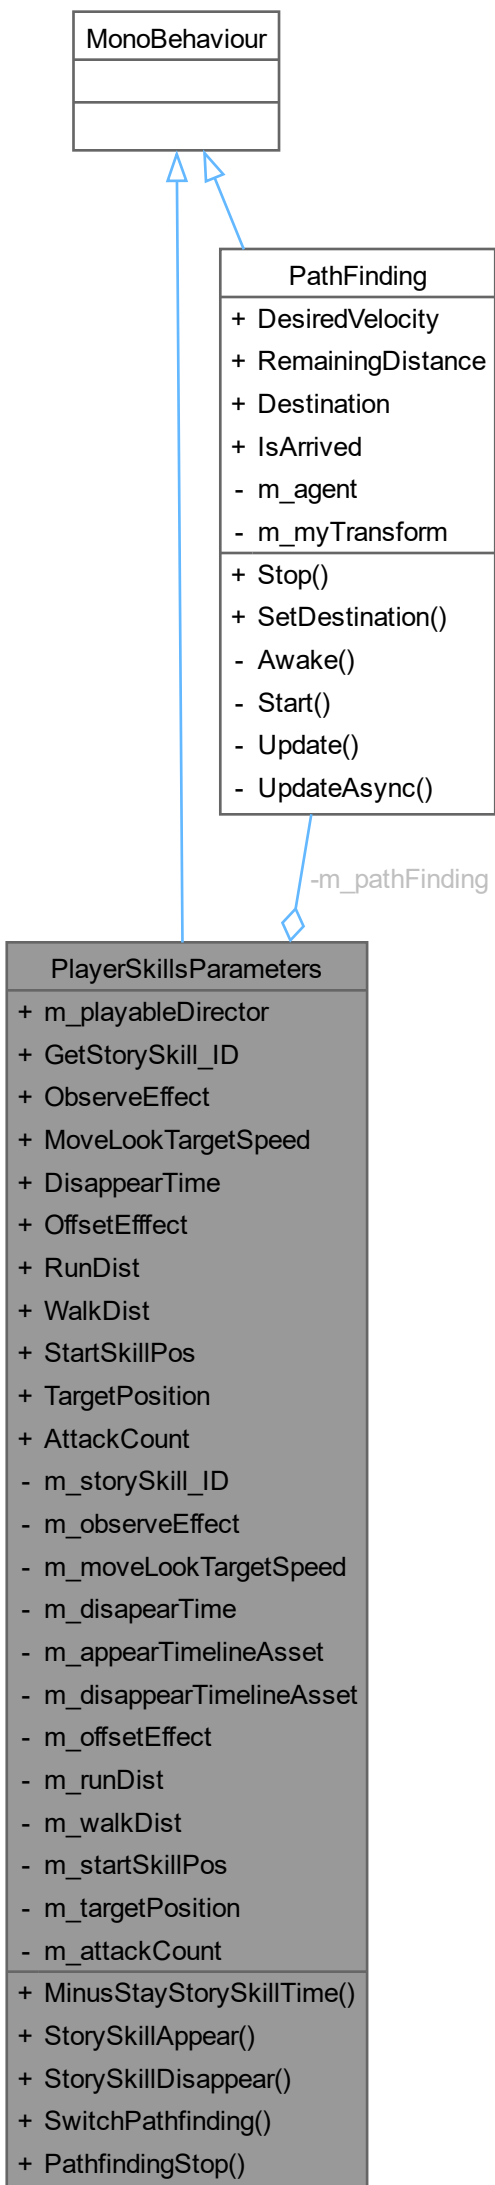 MonoBehaviour
PathFinding
+ DesiredVelocity
+ RemainingDistance
+ Destination
+ IsArrived
- m_agent
- m_myTransform
+ Stop()
+ SetDestination()
- Awake()
- Start()
- Update()
- UpdateAsync()
-m_pathFinding
PlayerSkillsParameters
+ m_playableDirector
+ GetStorySkill_ID
+ ObserveEffect
+ MoveLookTargetSpeed
+ DisappearTime
+ OffsetEfffect
+ RunDist
+ WalkDist
+ StartSkillPos
+ TargetPosition
+ AttackCount
- m_storySkill_ID
- m_observeEffect
- m_moveLookTargetSpeed
- m_disapearTime
- m_appearTimelineAsset
- m_disappearTimelineAsset
- m_offsetEffect
- m_runDist
- m_walkDist
- m_startSkillPos
- m_targetPosition
- m_attackCount
+ MinusStayStorySkillTime()
+ StorySkillAppear()
+ StorySkillDisappear()
+ SwitchPathfinding()
+ PathfindingStop()